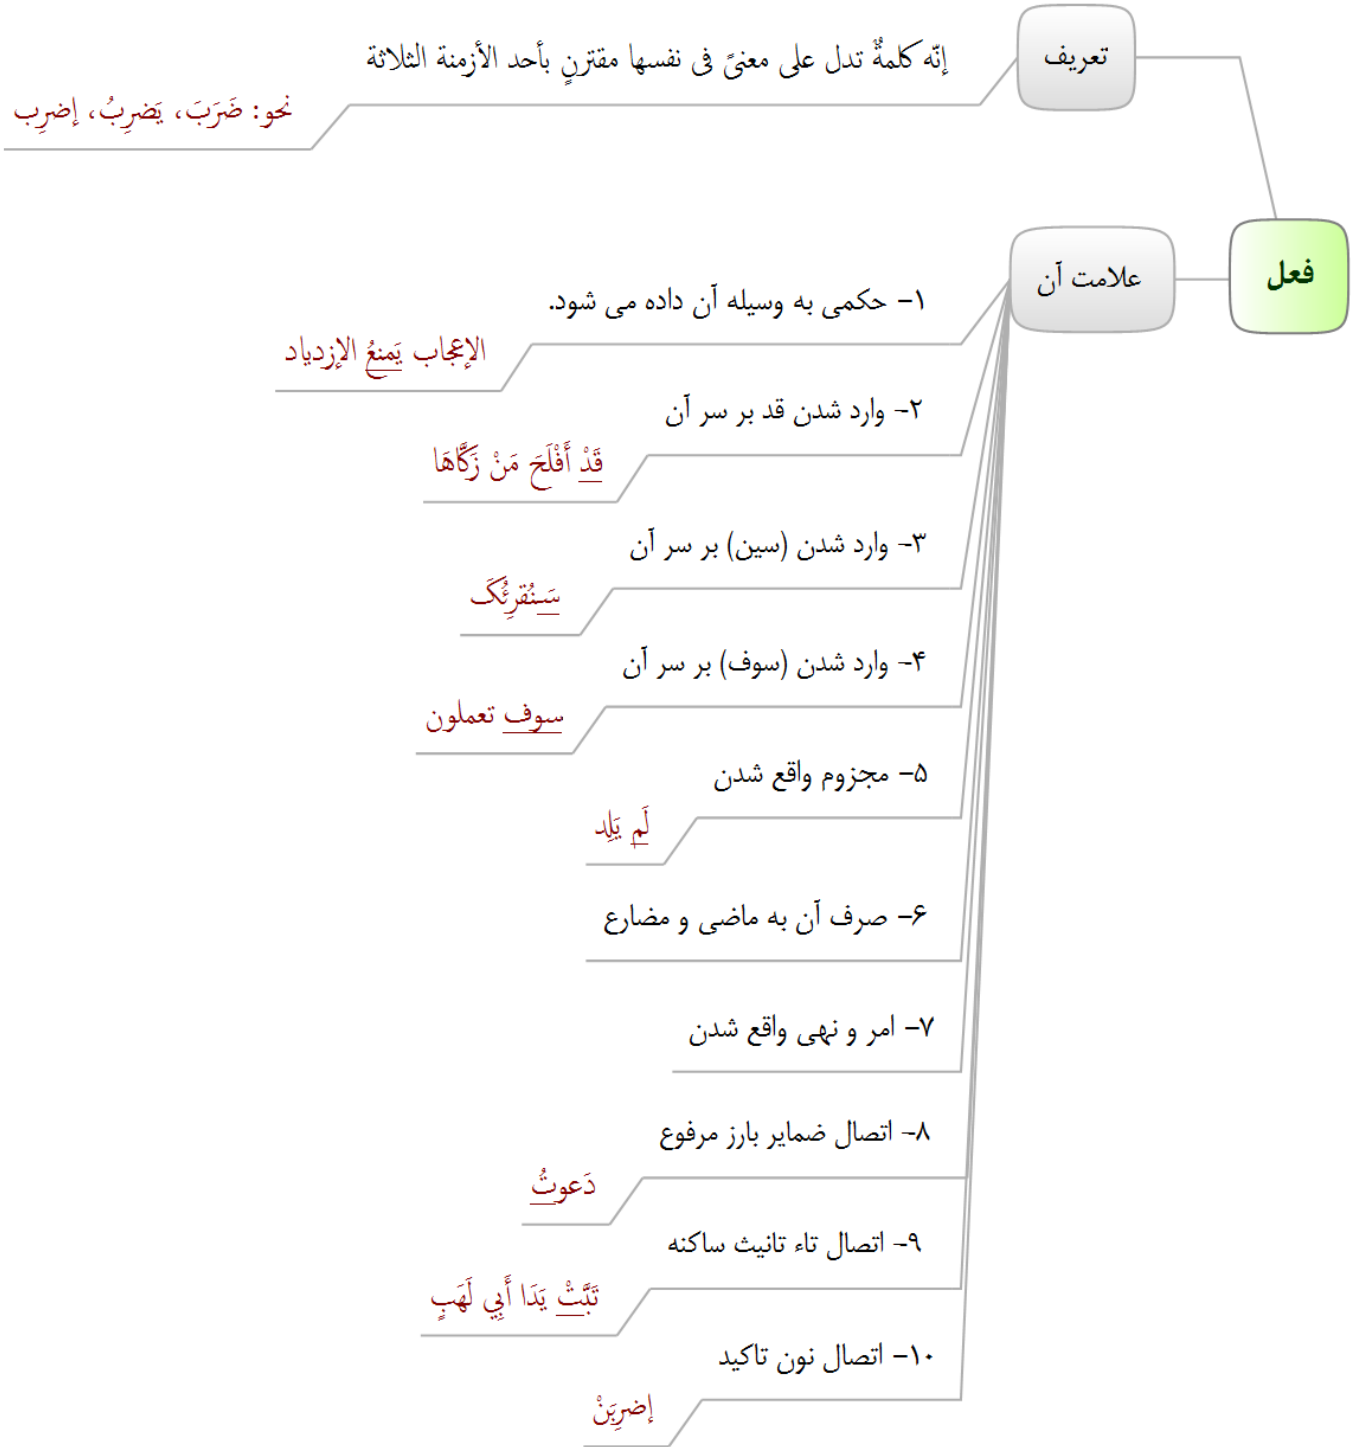 فعل
تعریف
إنّه کلمةٌ تدل علی معنیً فی نفسها مقترنٍ بأحد الأزمنة الثلاثة
نحو: ضَرَبَ، یَضرِبُ، إضرِب
علامت آن
۱- حکمی به وسیله آن داده می شود.
الإعجاب یَمنعُ الإزدیاد
۲- وارد شدن قد بر سر آن
قَدْ أَفْلَحَ مَنْ زَكَّاهَا
۳- وارد شدن (سین) بر سر آن
سَنُقرِئُکَ
۴- وارد شدن (سوف) بر سر آن
سوف تعملون
۵- مجزوم واقع شدن
لَم یَلِد
۶- صرف آن به ماضی و مضارع
۷- امر و نهی واقع شدن
۸- اتصال ضمایر بارز مرفوع
دَعوتُ
۹- اتصال تاء تانیث ساکنه
تَبَّتْ يَدَا أَبِي لَهَبٍ
۱۰- اتصال نون تاکید
إضرِبَنْ